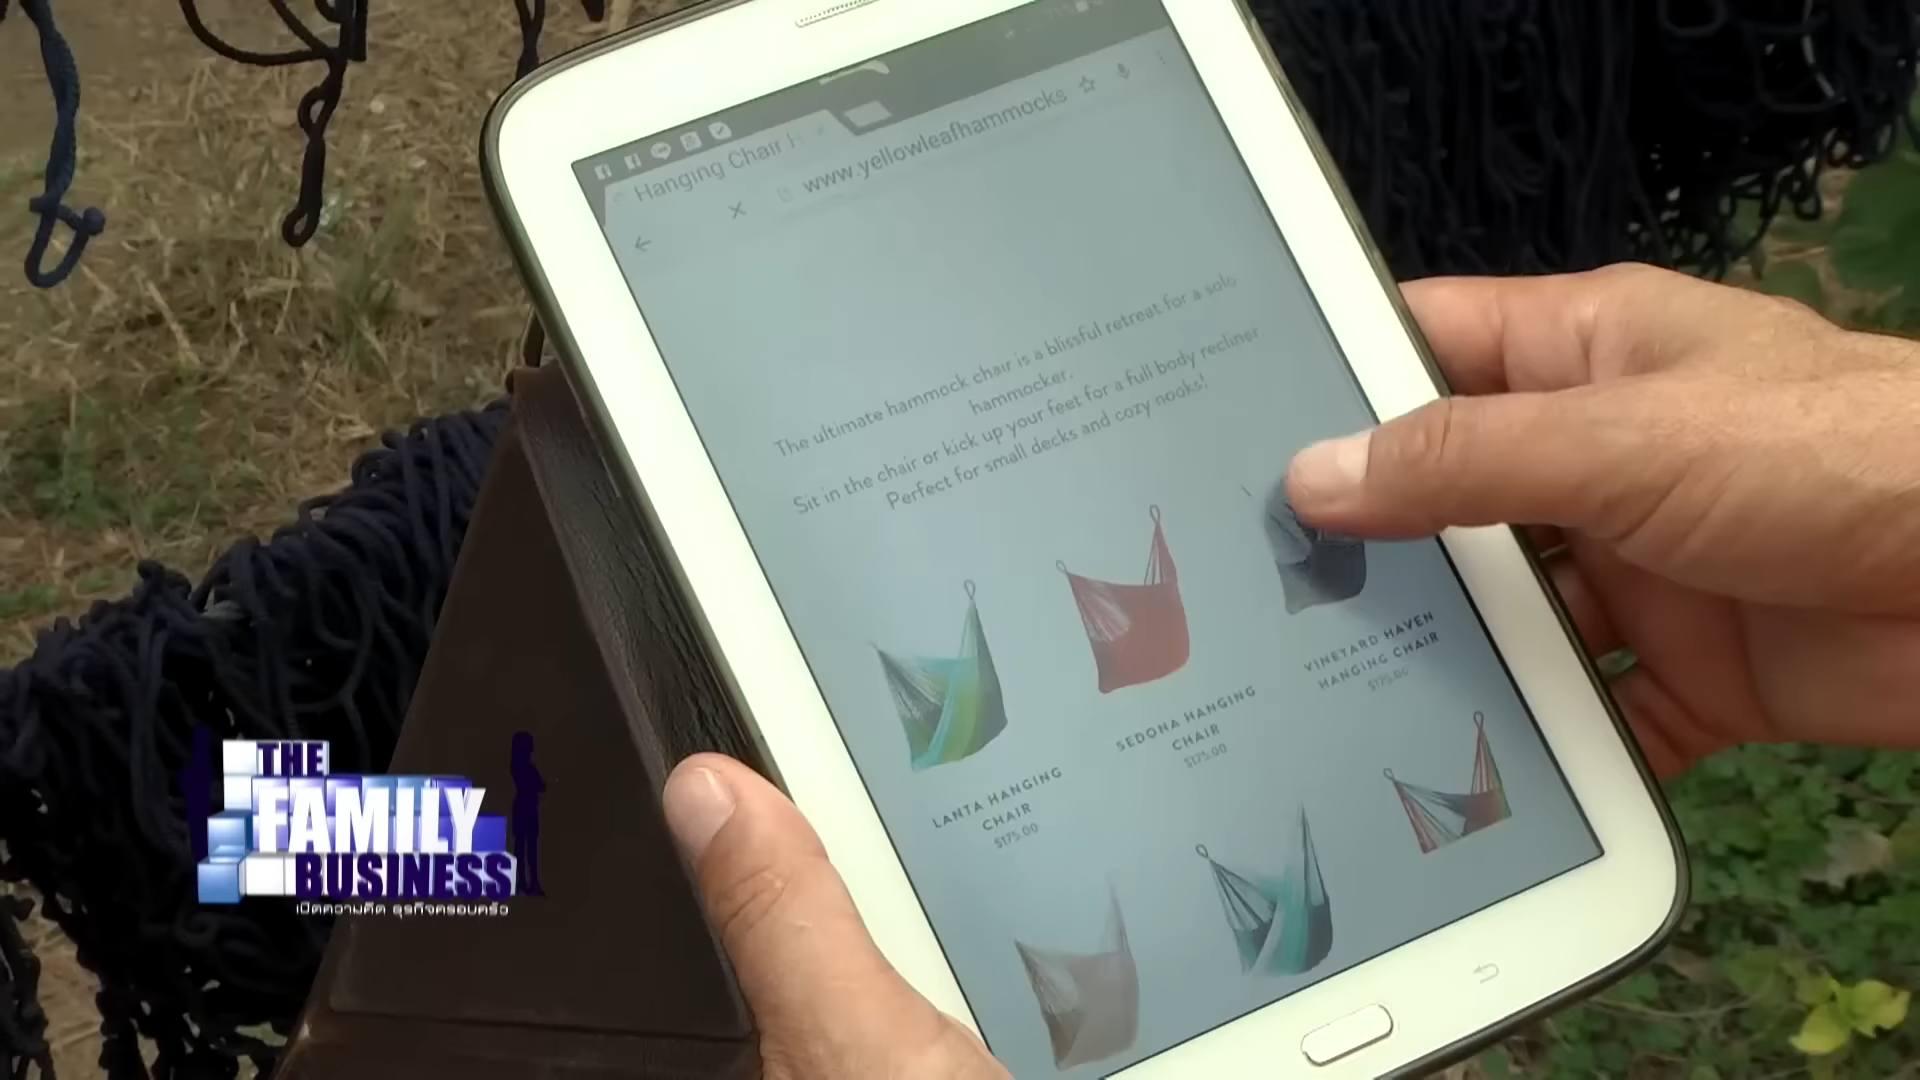 Hanging Chair H
www.yellowleafhammocks
The ultimate hammock chair is a blissful retreat for a solo
hammocker.
Sit in the chair or kick up your feet for a full body recliner
Perfect for small decks and cozy nooks!
LANTA HANGING
CHAIR
$175.00
SEDONA HANGING
CHAIR
$175.00
VINEYARD HAVEN
HANGING CHAIR
$175.00
THE
FAMILY
BUSINESS
เปิดความคิด ธุรกิจครอบครัว